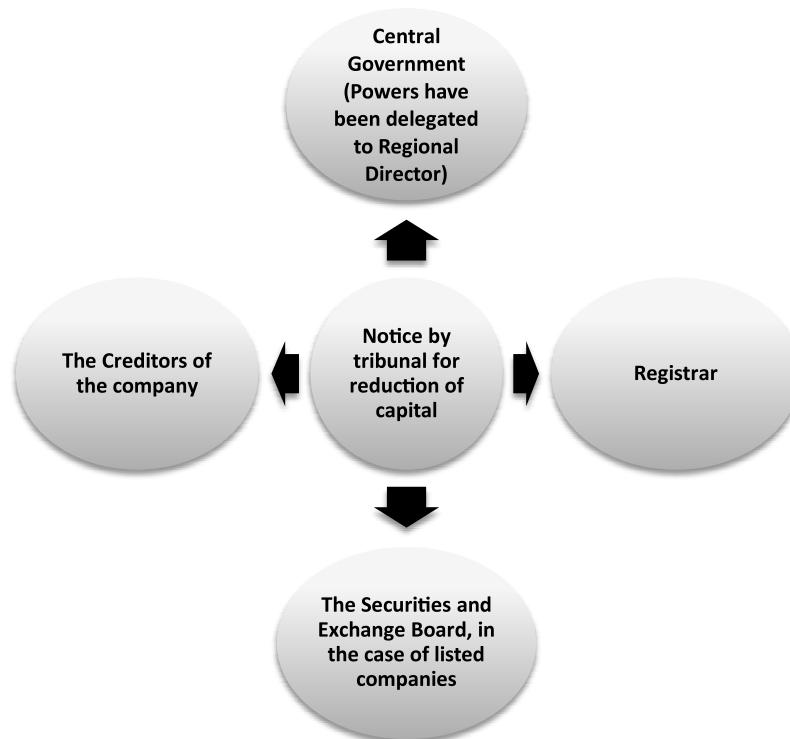 Central
Government
(Powers have
been delegated
to Regional
Director)
The Creditors of
the company
Notice by
tribunal for
reduction of
capital
Registrar
The Securities and
Exchange Board, in
the case of listed
companies